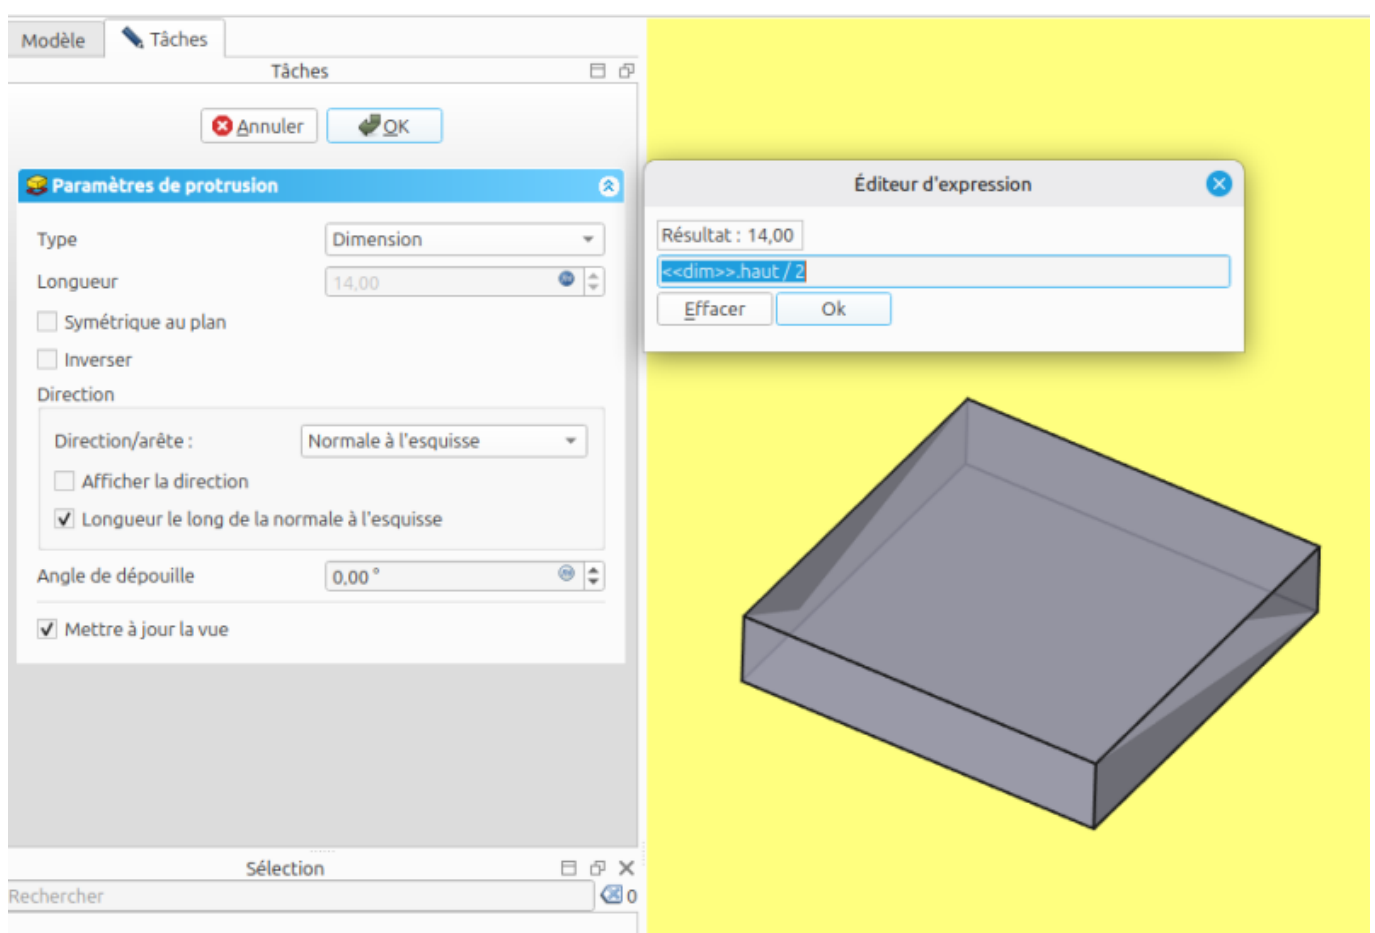 Modèle
Tâches
Tâches
Annuler
OK
Paramètres de protrusion
Type
Dimension
Longueur
14,00
Symétrique au plan
Inverser
Direction
Direction/arête :
Normale à l'esquisse
Afficher la direction
Longueur le long de la normale à l'esquisse
Angle de dépouille
0,00 °
Mettre à jour la vue
Sélection
Rechercher
0
Éditeur d'expression
Résultat : 14,00
<<dim>>.haut / 2
Effacer
Ok